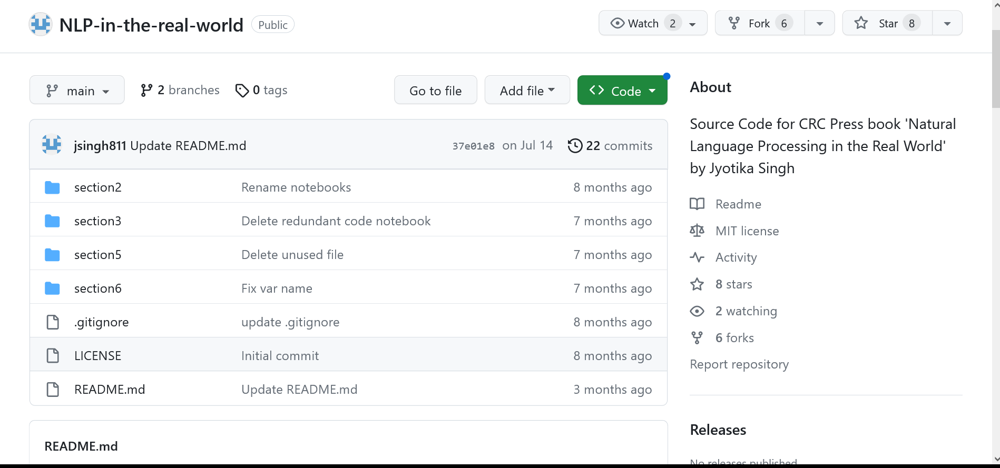 NLP-in-the-real-world Public
Watch 2
Fork 6
Star 8
main
2 branches
0 tags
Go to file
Add file
<> Code
jsingh811 Update README.md 37e01e8 on Jul 14 22 commits
section2 Rename notebooks 8 months ago
section3 Delete redundant code notebook 7 months ago
section5 Delete unused file 7 months ago
section6 Fix var name 7 months ago
.gitignore update .gitignore 8 months ago
LICENSE Initial commit 8 months ago
README.md Update README.md 3 months ago
README.md
About
Source Code for CRC Press book 'Natural
Language Processing in the Real World'
by Jyotika Singh
Readme
MIT license
Activity
8 stars
2 watching
6 forks
Report repository
Releases
No releases published